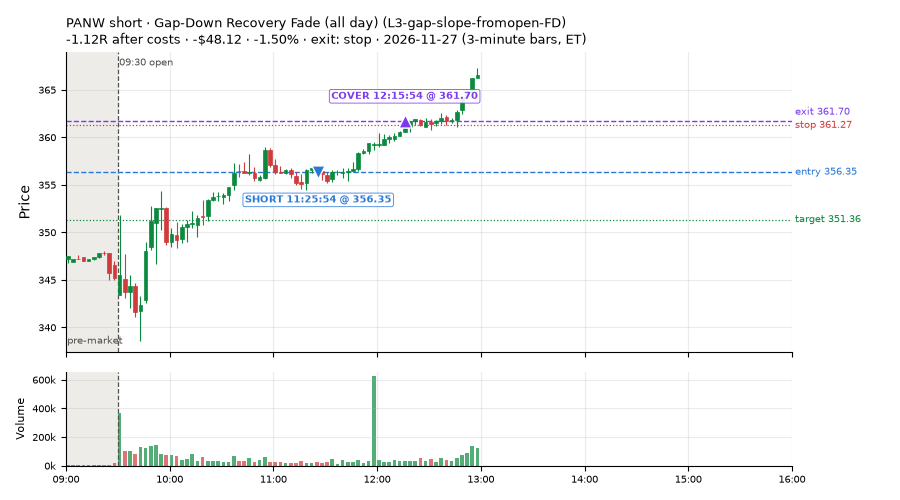 PANW short · Gap-Down Recovery Fade (all day) (L3-gap-slope-fromopen-FD)
-1.12R after costs · -$48.12 · -1.50% · exit: stop · 2026-11-27 (3-minute bars, ET)
09:30 open
COVER 12:15:54 @ 361.70
SHORT 11:25:54 @ 356.35
exit 361.70
stop 361.27
entry 356.35
target 351.36
pre-market
Price
365
360
355
350
345
340
Volume
600k
400k
200k
0k
09:00
10:00
11:00
12:00
13:00
14:00
15:00
16:00